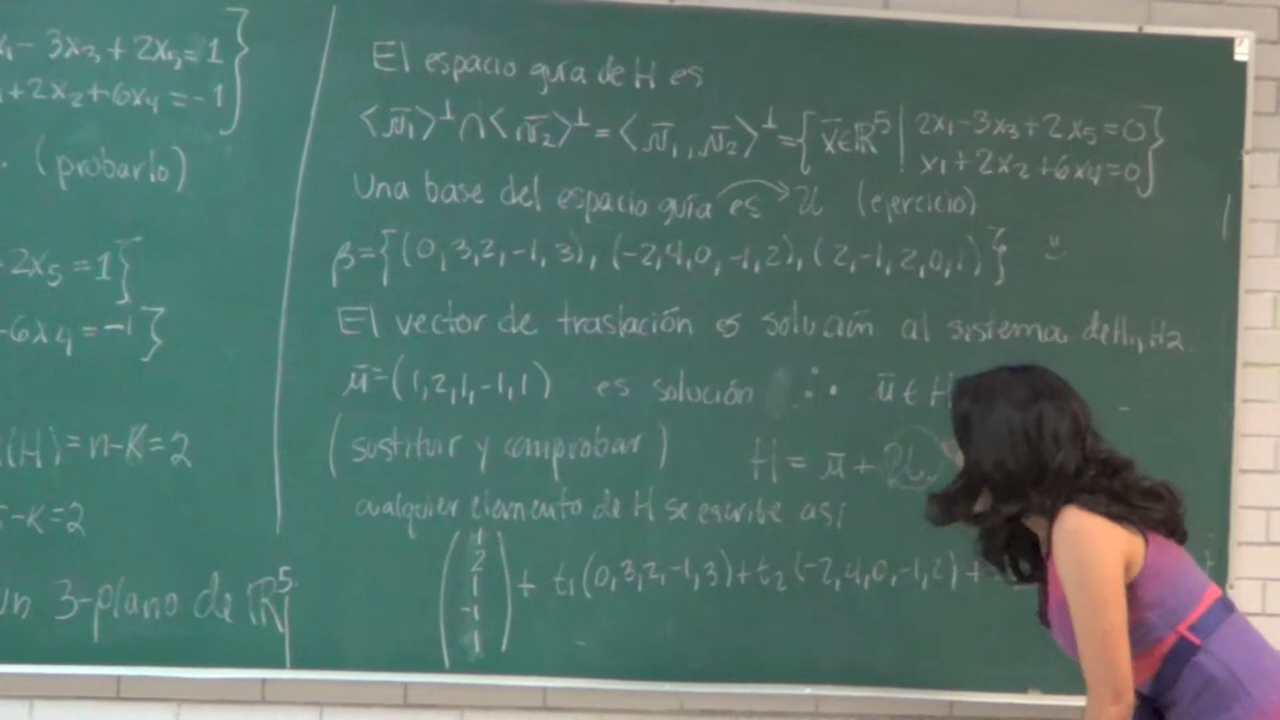 x₁ - 3x₃ + 2x₅ = 1 }
+ 2x₂ + 6x₄ = -1
(probarlo)
2x₅ = 1}
6x₄ = -1}
(H) = n-K = 2
-K = 2
un 3-plano de ℝ⁵
El espacio guía de H es
<n̄₁>^⊥ ∩ <n̄₂>^⊥ = <n̄₁, n̄₂>^⊥ = { x̄ ∈ ℝ⁵ | 2x₁ - 3x₃ + 2x₅ = 0
x₁ + 2x₂ + 6x₄ = 0 }
Una base del espacio guía es → U (ejercicio)
β = {(0,3,2,-1,3), (-2,4,0,-1,2), (2,-1,2,0,1)}
El vector de traslación es al sistema de H₁, H₂
ū = (1,2,1,-1,1) es solución ∴ ū ∈ H
(sustituir y comprobar) H = ū + U
cualquier elemento de H se escribe así
(1
2
1
-1
1) + t₁(0,3,2,-1,3) + t₂(-2,4,0,-1,2) +